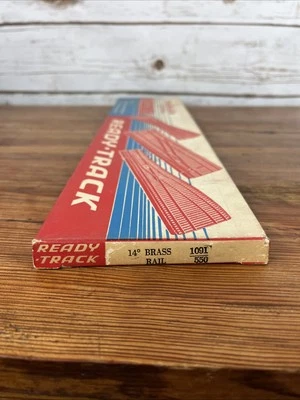 READY-TRACK
READY
-TRACK
14° BRASS 1091
RAIL 550